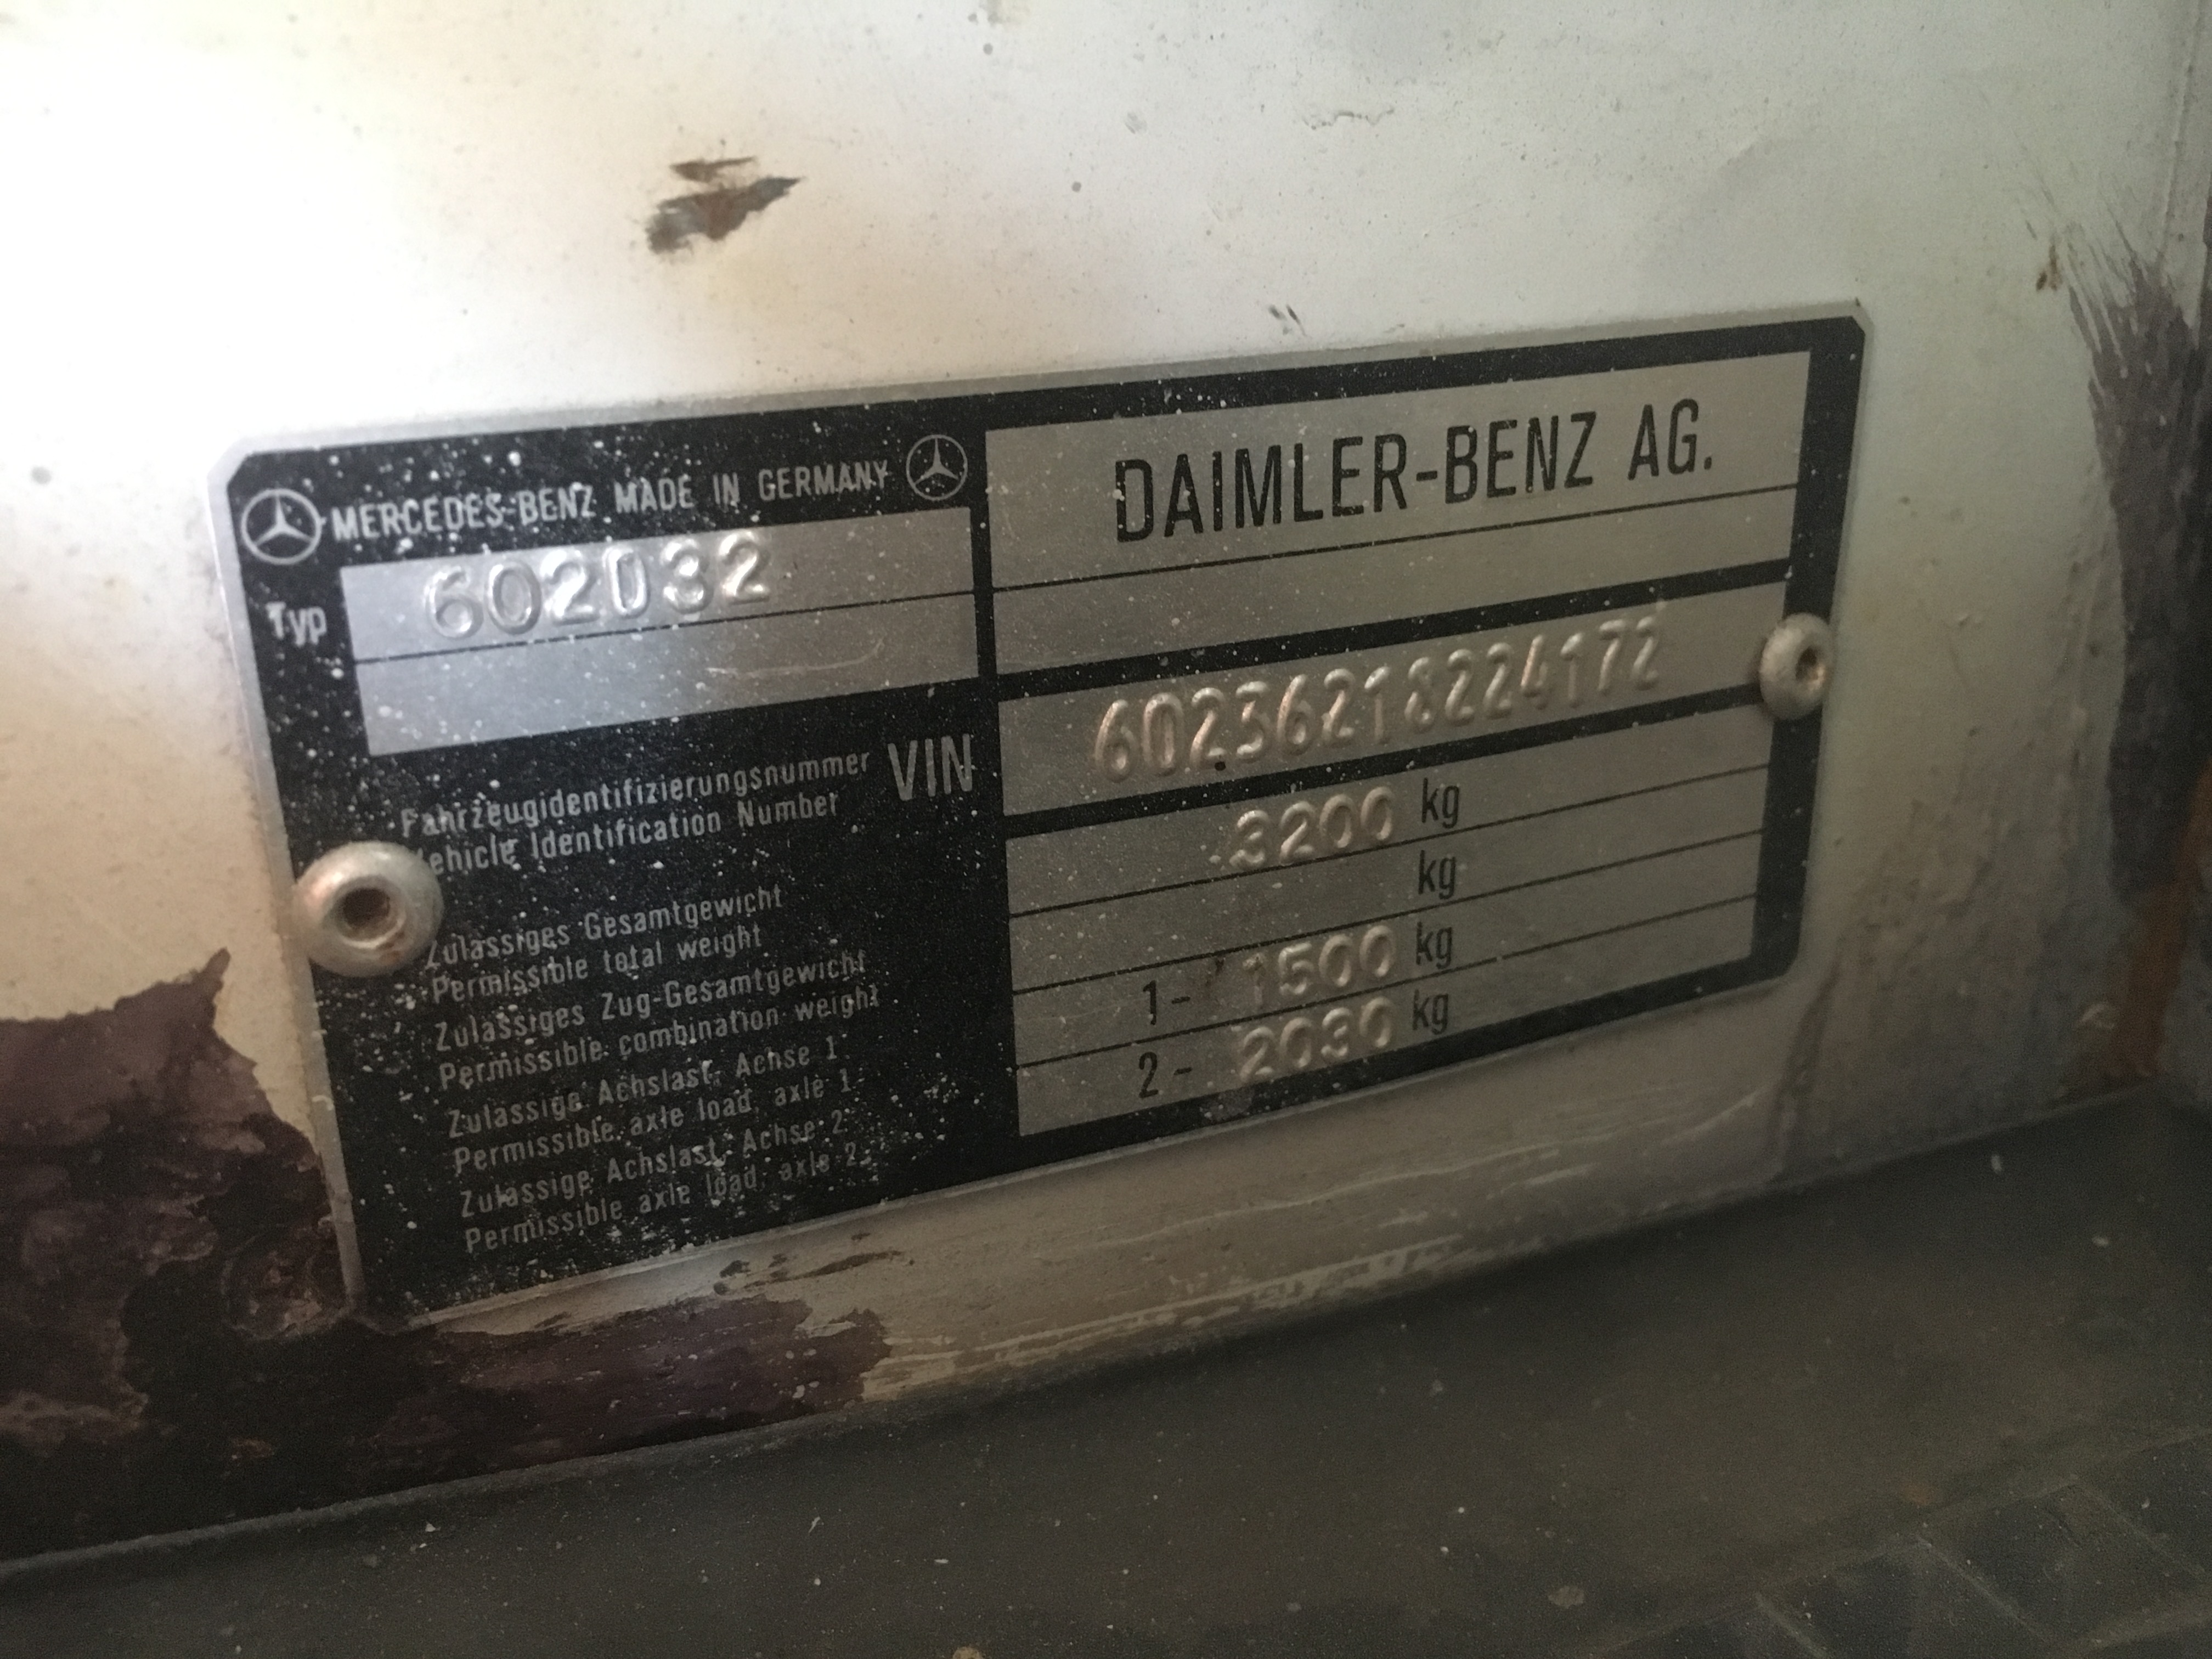 MERCEDES-BENZ MADE IN GERMANY
Typ 602032
Fahrzeugidentifizierungsnummer
Vehicle Identification Number
VIN
Zulässiges Gesamtgewicht
Permissible total weight
Zulässiges Zug-Gesamtgewicht
Permissible combination weight
Zulässige Achslast, Achse 1
Permissible axle load, axle 1
Zulässige Achslast, Achse 2
Permissible axle load, axle 2
DAIMLER-BENZ AG.
60236218224172
3200 kg
kg
1- 1500 kg
2- 2030 kg